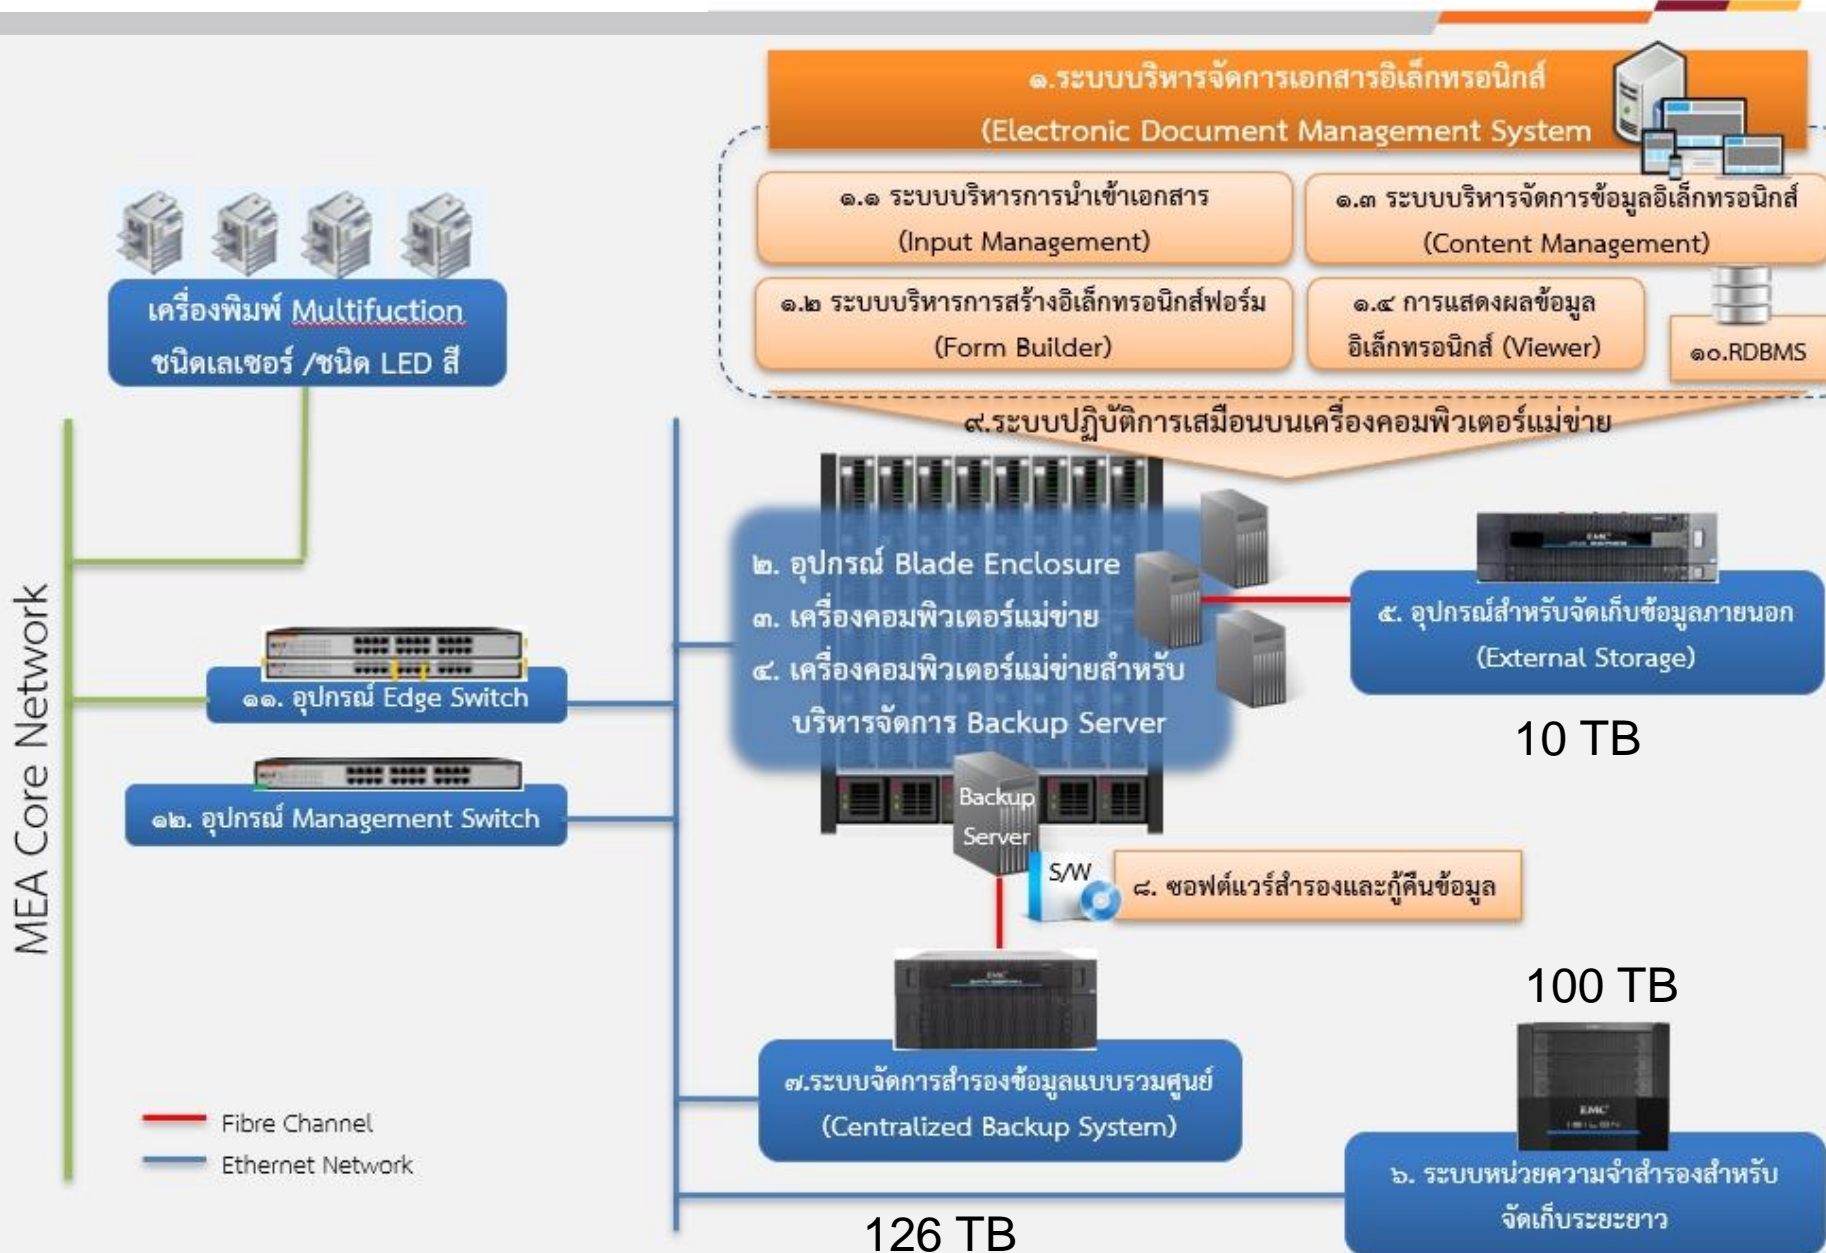 ๑.ระบบบริหารจัดการเอกสารอิเล็กทรอนิกส์
(Electronic Document Management System
๑.๑ ระบบบริหารการนำเข้าเอกสาร
(Input Management)
๑.๓ ระบบบริหารจัดการข้อมูลอิเล็กทรอนิกส์
(Content Management)
๑.๒ ระบบบริหารการสร้างอิเล็กทรอนิกส์ฟอร์ม
(Form Builder)
๑.๔ การแสดงผลข้อมูล
อิเล็กทรอนิกส์ (Viewer)
๑๐.RDBMS
๙.ระบบปฏิบัติการเสมือนบนเครื่องคอมพิวเตอร์แม่ข่าย
เครื่องพิมพ์ Multifuction
ชนิดเลเซอร์ /ชนิด LED สี
MEA Core Network
๑๑. อุปกรณ์ Edge Switch
๑๒. อุปกรณ์ Management Switch
๒. อุปกรณ์ Blade Enclosure
๓. เครื่องคอมพิวเตอร์แม่ข่าย
๔. เครื่องคอมพิวเตอร์แม่ข่ายสำหรับ
บริหารจัดการ Backup Server
EMC
๕. อุปกรณ์สำหรับจัดเก็บข้อมูลภายนอก
(External Storage)
10 TB
Backup
Server
S/W
๘. ซอฟต์แวร์สำรองและกู้คืนข้อมูล
EMC
๗.ระบบจัดการสำรองข้อมูลแบบรวมศูนย์
(Centralized Backup System)
126 TB
100 TB
EMC
ISILON
๖. ระบบหน่วยความจำสำรองสำหรับ
จัดเก็บระยะยาว
Fibre Channel
Ethernet Network